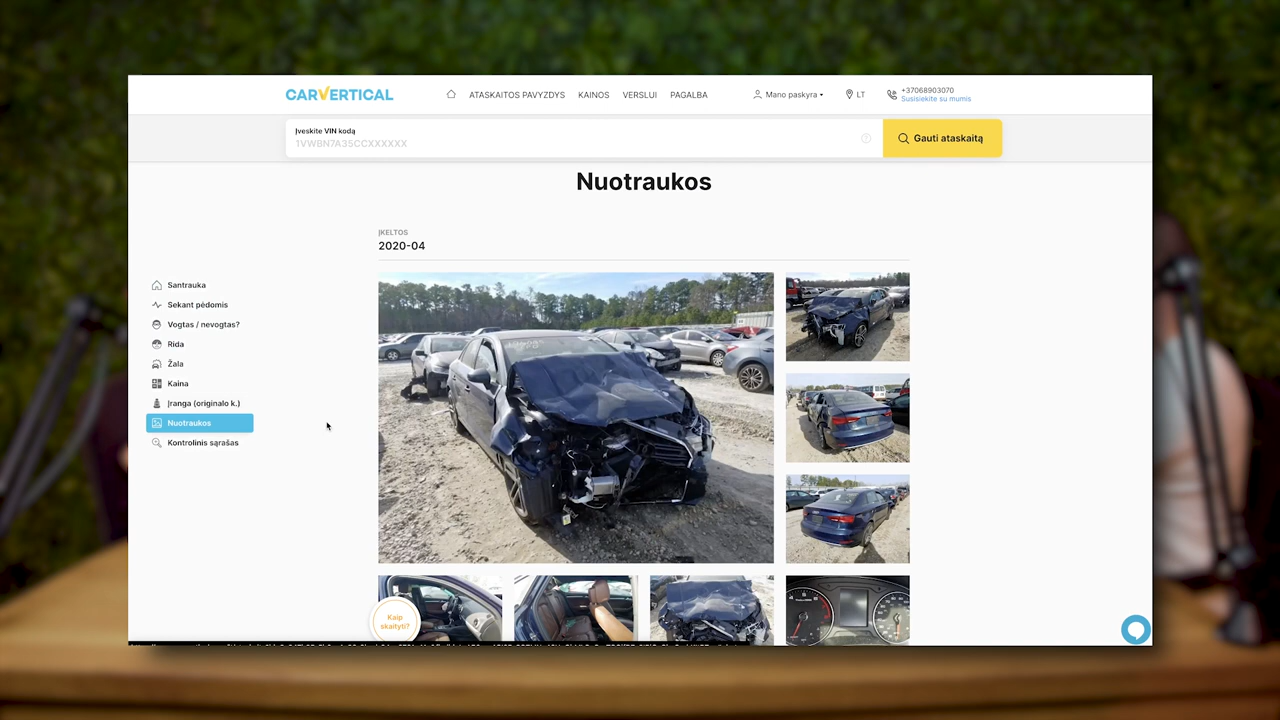 CARVERTICAL
ATASKAITOS PAVYZDYS
KAINOS
VERSLUI
PAGALBA
Mano paskyra
LT
+37068903070
Susisiekite su mumis
Įveskite VIN kodą
1VWBN7A35CCXXXXXX
Gauti ataskaitą
Nuotraukos
ĮKELTOS
2020-04
Santrauka
Sekant pėdomis
Vogtas / nevogtas?
Rida
Žala
Kaina
Įranga (originalo k.)
Nuotraukos
Kontrolinis sąrašas
Kaip
skaityti?